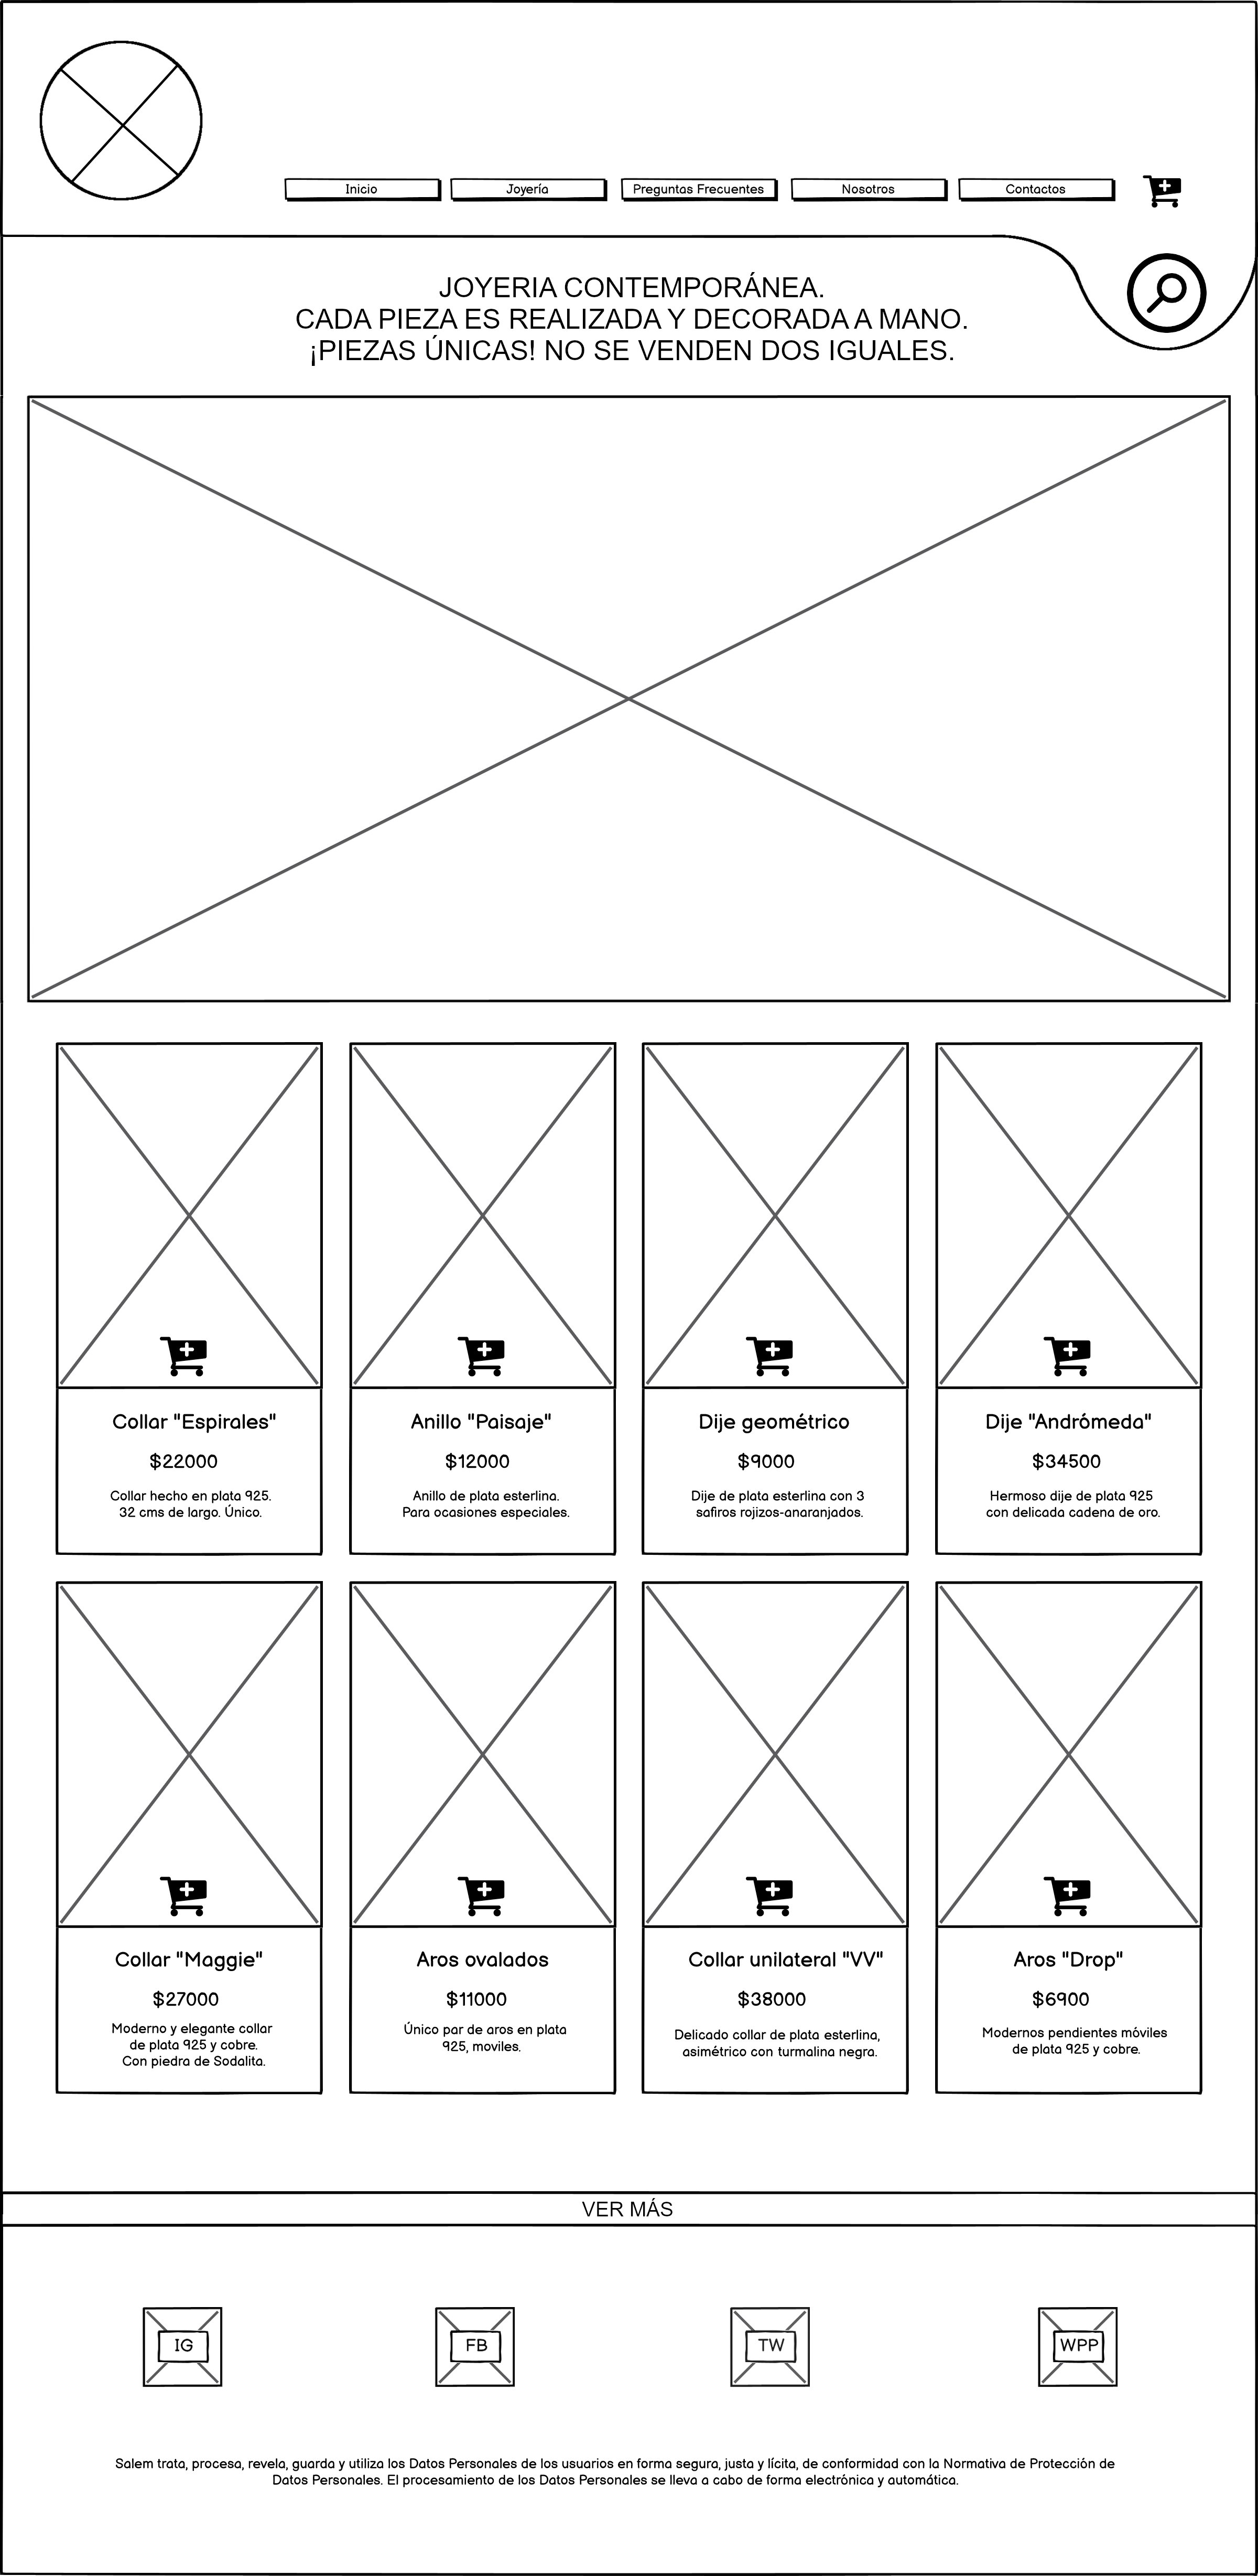 Inicio
Joyería
Preguntas Frecuentes
Nosotros
Contactos
JOYERIA CONTEMPORÁNEA.
CADA PIEZA ES REALIZADA Y DECORADA A MANO.
¡PIEZAS ÚNICAS! NO SE VENDEN DOS IGUALES.
Collar "Espirales"
$22000
Collar hecho en plata 925.
32 cms de largo. Único.
Anillo "Paisaje"
$12000
Anillo de plata esterlina.
Para ocasiones especiales.
Dije geométrico
$9000
Dije de plata esterlina con 3
safiros rojizos-anaranjados.
Dije "Andrómeda"
$34500
Hermoso dije de plata 925
con delicada cadena de oro.
Collar "Maggie"
$27000
Moderno y elegante collar
de plata 925 y cobre.
Con piedra de Sodalita.
Aros ovalados
$11000
Único par de aros en plata
925, moviles.
Collar unilateral "VV"
$38000
Delicado collar de plata esterlina,
asimétrico con turmalina negra.
Aros "Drop"
$6900
Modernos pendientes móviles
de plata 925 y cobre.
VER MÁS
IG
FB
TW
WPP
Salem trata, procesa, revela, guarda y utiliza los Datos Personales de los usuarios en forma segura, justa y lícita, de conformidad con la Normativa de Protección de
Datos Personales. El procesamiento de los Datos Personales se lleva a cabo de forma electrónica y automática.